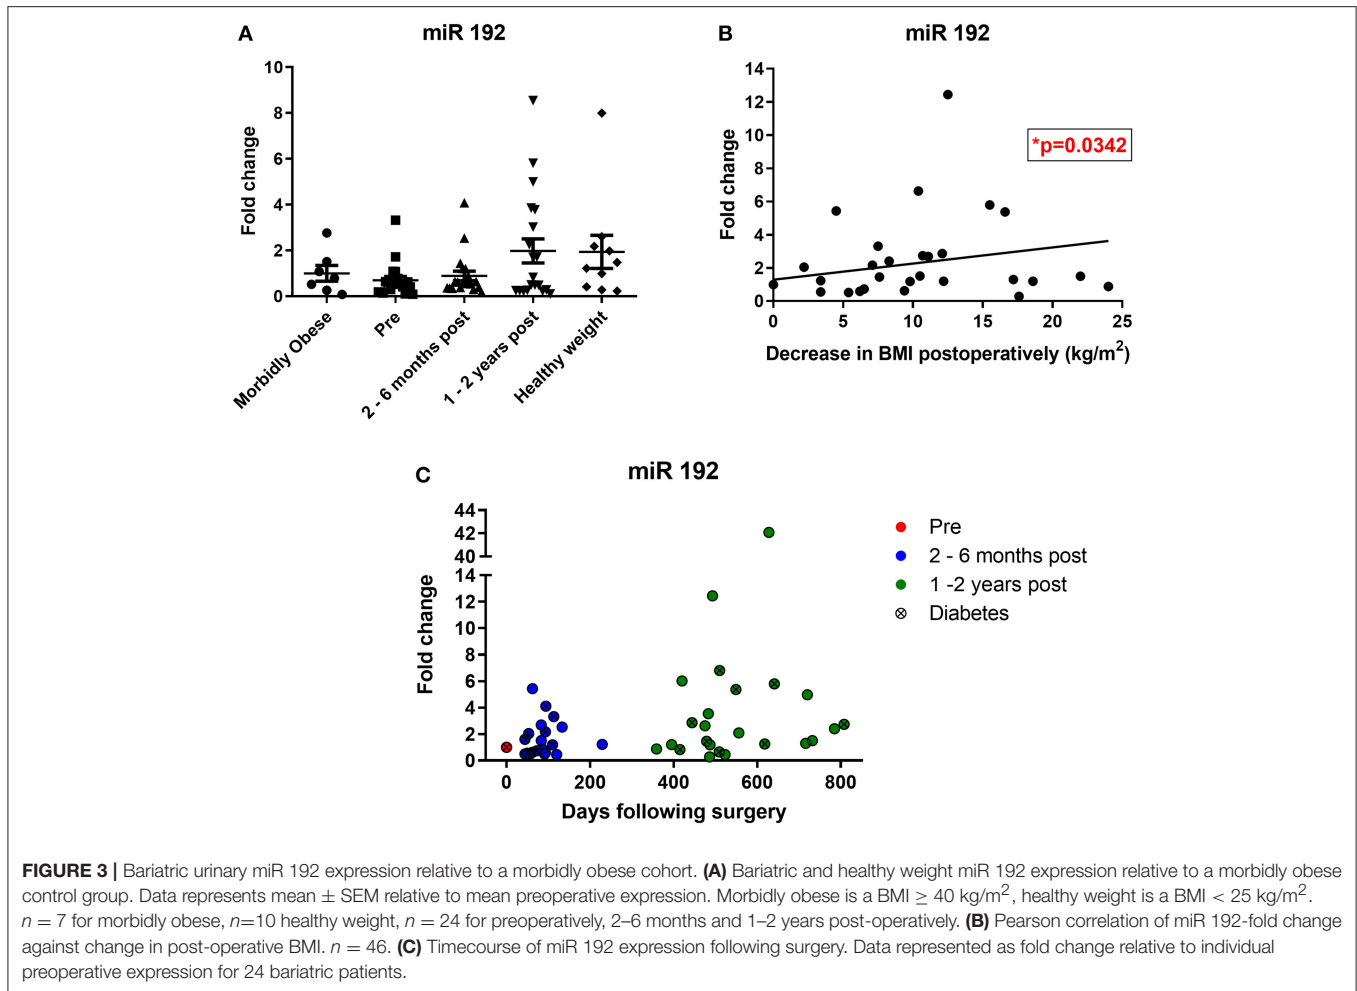 A
miR 192
Fold change
10
8
6
4
2
0
Morbidly Obese
Pre
2 - 6 months post
1 - 2 years post
Healthy weight
B
miR 192
Fold change
14
12
10
8
6
4
2
0
*p=0.0342
0 5 10 15 20 25
Decrease in BMI postoperatively (kg/m²)
C
miR 192
Fold change
44
42
40
14
12
10
8
6
4
2
0
0 200 400 600 800
Days following surgery
Pre
2 - 6 months post
1 -2 years post
Diabetes
FIGURE 3 | Bariatric urinary miR 192 expression relative to a morbidly obese cohort. (A) Bariatric and healthy weight miR 192 expression relative to a morbidly obese
control group. Data represents mean ± SEM relative to mean preoperative expression. Morbidly obese is a BMI ≥ 40 kg/m², healthy weight is a BMI < 25 kg/m².
n = 7 for morbidly obese, n=10 healthy weight, n = 24 for preoperatively, 2–6 months and 1–2 years post-operatively. (B) Pearson correlation of miR 192-fold change
against change in post-operative BMI. n = 46. (C) Timecourse of miR 192 expression following surgery. Data represented as fold change relative to individual
preoperative expression for 24 bariatric patients.